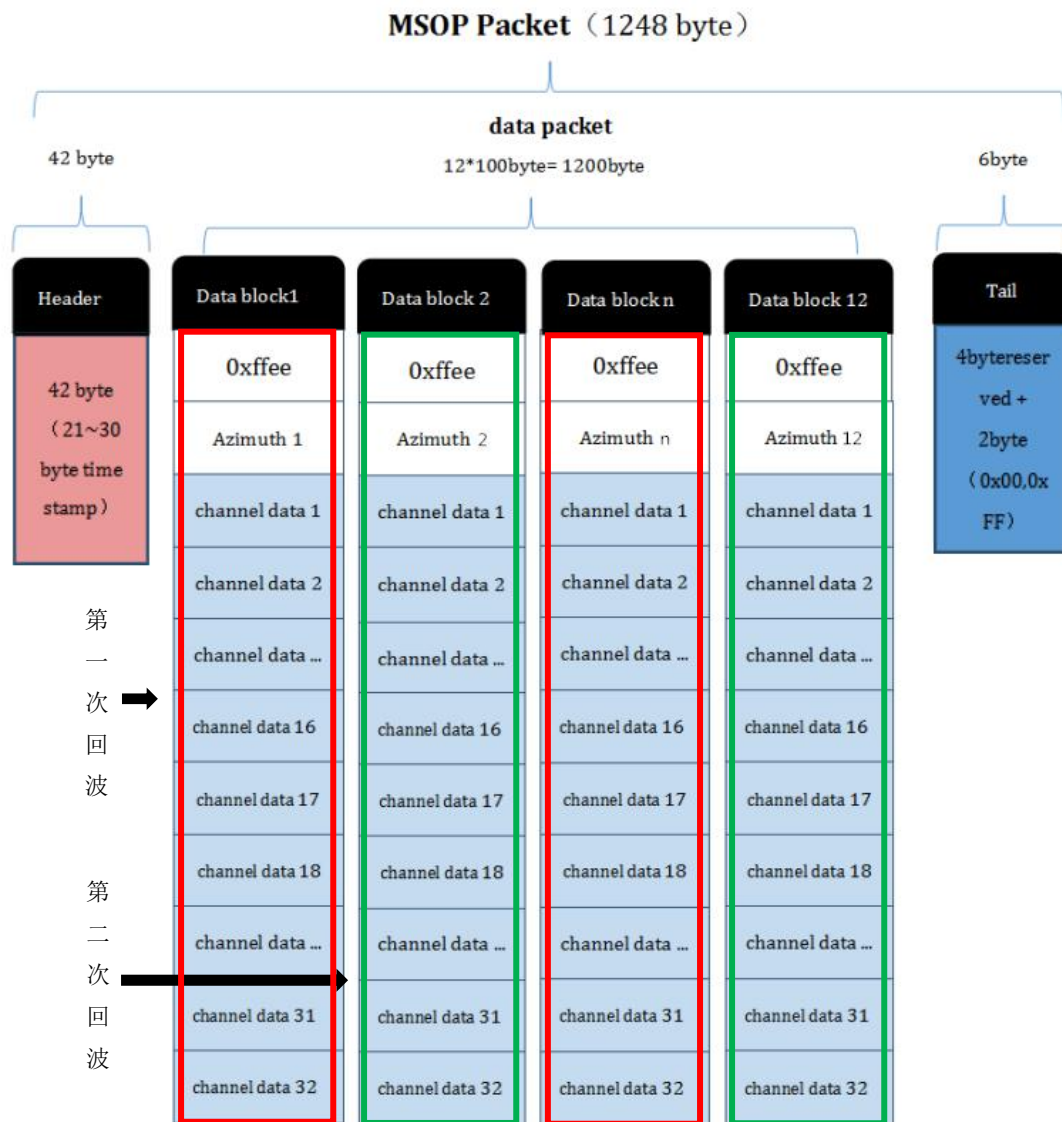 MSOP Packet（1248 byte）
data packet
42 byte
12*100byte= 1200byte
6byte
Header
42 byte
（21~30
byte time
stamp）
Data block1
0xffee
Azimuth 1
channel data 1
channel data 2
channel data ...
channel data 16
channel data 17
channel data 18
channel data ...
channel data 31
channel data 32
Data block 2
0xffee
Azimuth 2
channel data 1
channel data 2
channel data ...
channel data 16
channel data 17
channel data 18
channel data ...
channel data 31
channel data 32
Data block n
0xffee
Azimuth n
channel data 1
channel data 2
channel data ...
channel data 16
channel data 17
channel data 18
channel data ...
channel data 31
channel data 32
Data block 12
0xffee
Azimuth 12
channel data 1
channel data 2
channel data ...
channel data 16
channel data 17
channel data 18
channel data ...
channel data 31
channel data 32
Tail
4bytereser
ved +
2byte
（0x00,0x
FF）
第一次回波
第二次回波